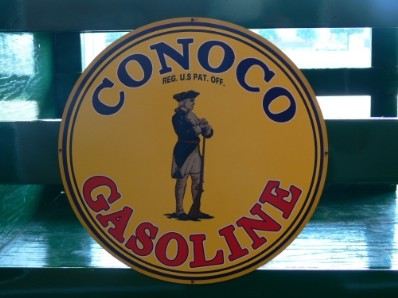 CONOCO
REG. U.S PAT. OFF.
GASOLINE